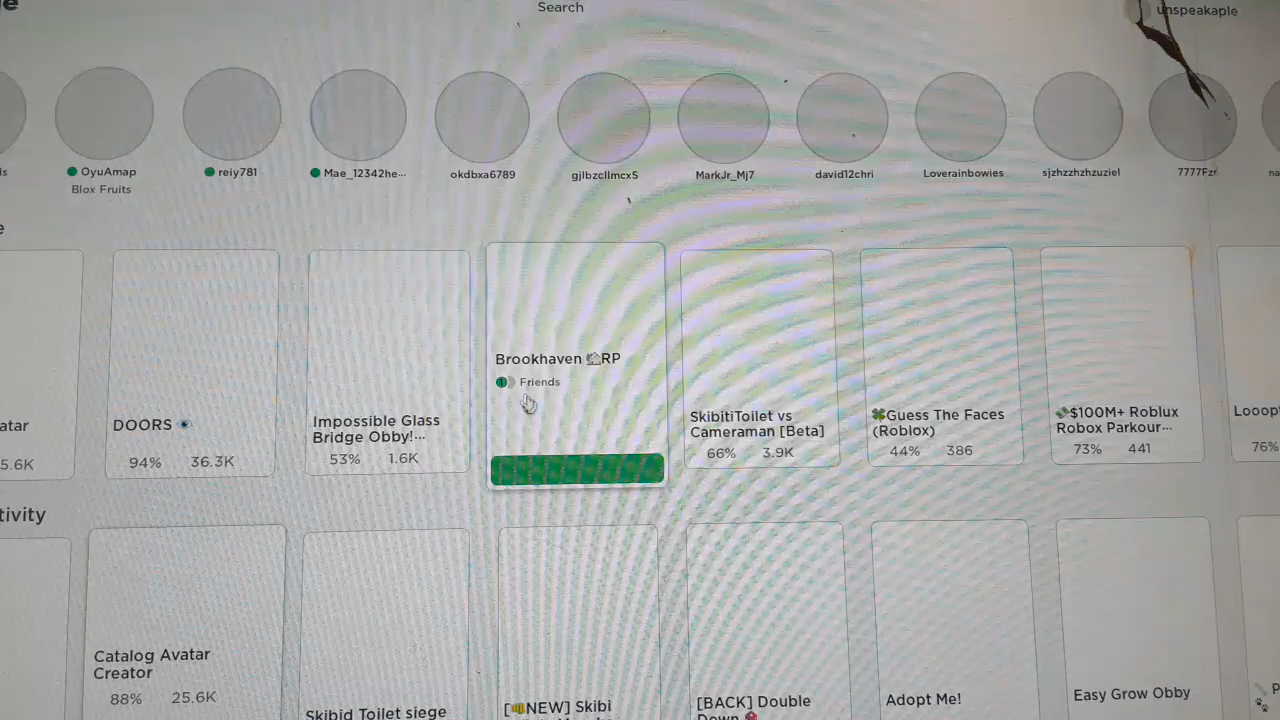 Search
unspeakaple
OyuAmap
reiy781
Mae_12342he...
okdbxa6789
gjlbzcllmcxS
MarkJr_Mj7
david12chri
Loverainbowies
sjzhzzhzhzuziel
7777Fzr
Blox Fruits
atar
5.6K
DOORS 👁
94% 36.3K
Impossible Glass
Bridge Obby!...
53% 1.6K
Brookhaven 🏡RP
1 Friends
SkibitiToilet vs
Cameraman [Beta]
66% 3.9K
🍀Guess The Faces
(Roblox)
44% 386
💸$100M+ Roblux
Robox Parkour...
73% 441
Looop
76%
tivity
Catalog Avatar
Creator
88% 25.6K
Skibid Toilet siege
[👊NEW] Skibi
[BACK] Double
Down
Adopt Me!
Easy Grow Obby